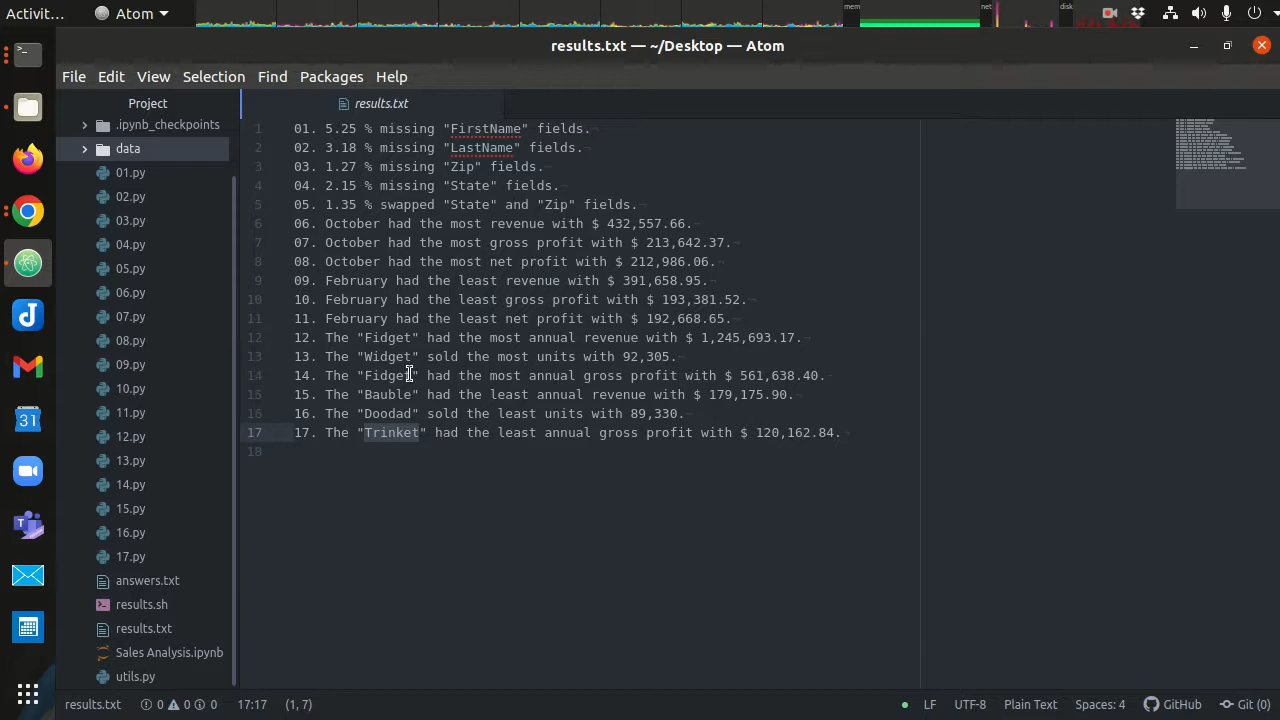 Activit...
Atom
mem
net
disk
results.txt — ~/Desktop — Atom
File Edit View Selection Find Packages Help
Project
results.txt
.ipynb_checkpoints
data
01.py
02.py
03.py
04.py
05.py
06.py
07.py
08.py
09.py
10.py
11.py
12.py
13.py
14.py
15.py
16.py
17.py
answers.txt
results.sh
results.txt
Sales Analysis.ipynb
utils.py
1 01. 5.25 % missing "FirstName" fields.
2 02. 3.18 % missing "LastName" fields.
3 03. 1.27 % missing "Zip" fields.
4 04. 2.15 % missing "State" fields.
5 05. 1.35 % swapped "State" and "Zip" fields.
6 06. October had the most revenue with $ 432,557.66.
7 07. October had the most gross profit with $ 213,642.37.
8 08. October had the most net profit with $ 212,986.06.
9 09. February had the least revenue with $ 391,658.95.
10 10. February had the least gross profit with $ 193,381.52.
11 11. February had the least net profit with $ 192,668.65.
12 12. The "Fidget" had the most annual revenue with $ 1,245,693.17.
13 13. The "Widget" sold the most units with 92,305.
14 14. The "Fidget" had the most annual gross profit with $ 561,638.40.
15 15. The "Bauble" had the least annual revenue with $ 179,175.90.
16 16. The "Doodad" sold the least units with 89,330.
17 17. The "Trinket" had the least annual gross profit with $ 120,162.84.
18
31
results.txt 0 0 0 17:17 (1, 7) LF UTF-8 Plain Text Spaces: 4 GitHub Git (0)